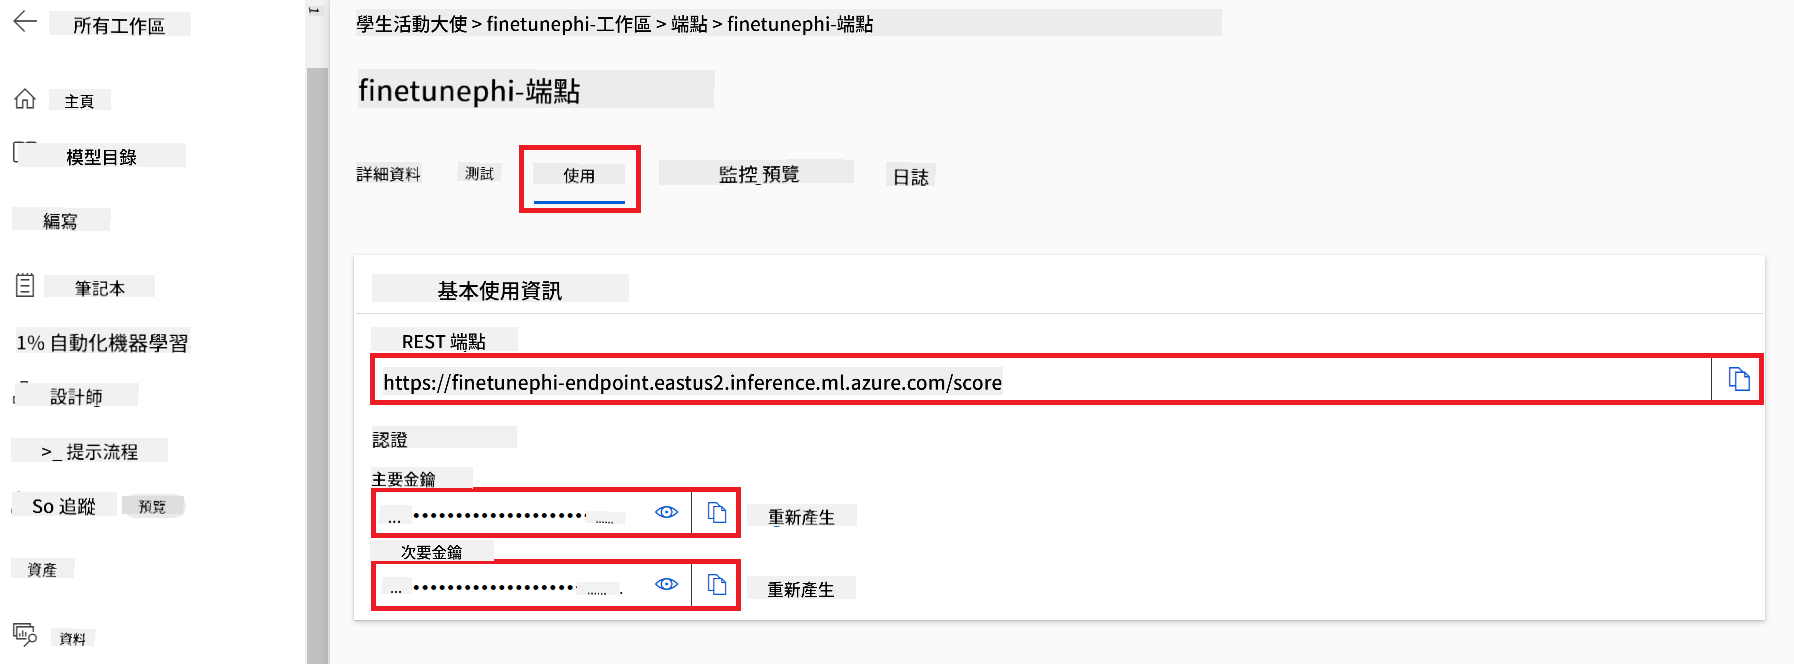 所有工作區
主頁
模型目錄
編寫
筆記本
1% 自動化機器學習
設計師
>_ 提示流程
So 追蹤 預覽
資產
資料
學生活動大使 > finetunephi-工作區 > 端點 > finetunephi-端點
finetunephi-端點
詳細資料 測試 使用 監控_預覽 日誌
基本使用資訊
REST 端點
https://finetunephi-endpoint.eastus2.inference.ml.azure.com/score
認證
主要金鑰
重新產生
次要金鑰
重新產生